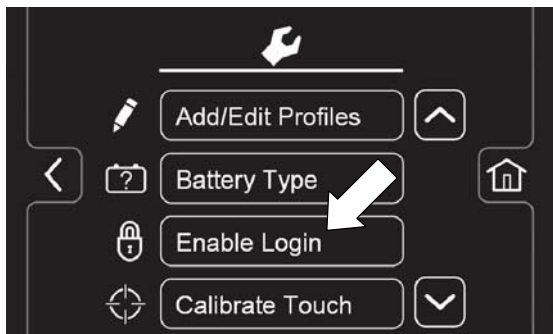 Add/Edit Profiles
?
Battery Type
Enable Login
Calibrate Touch